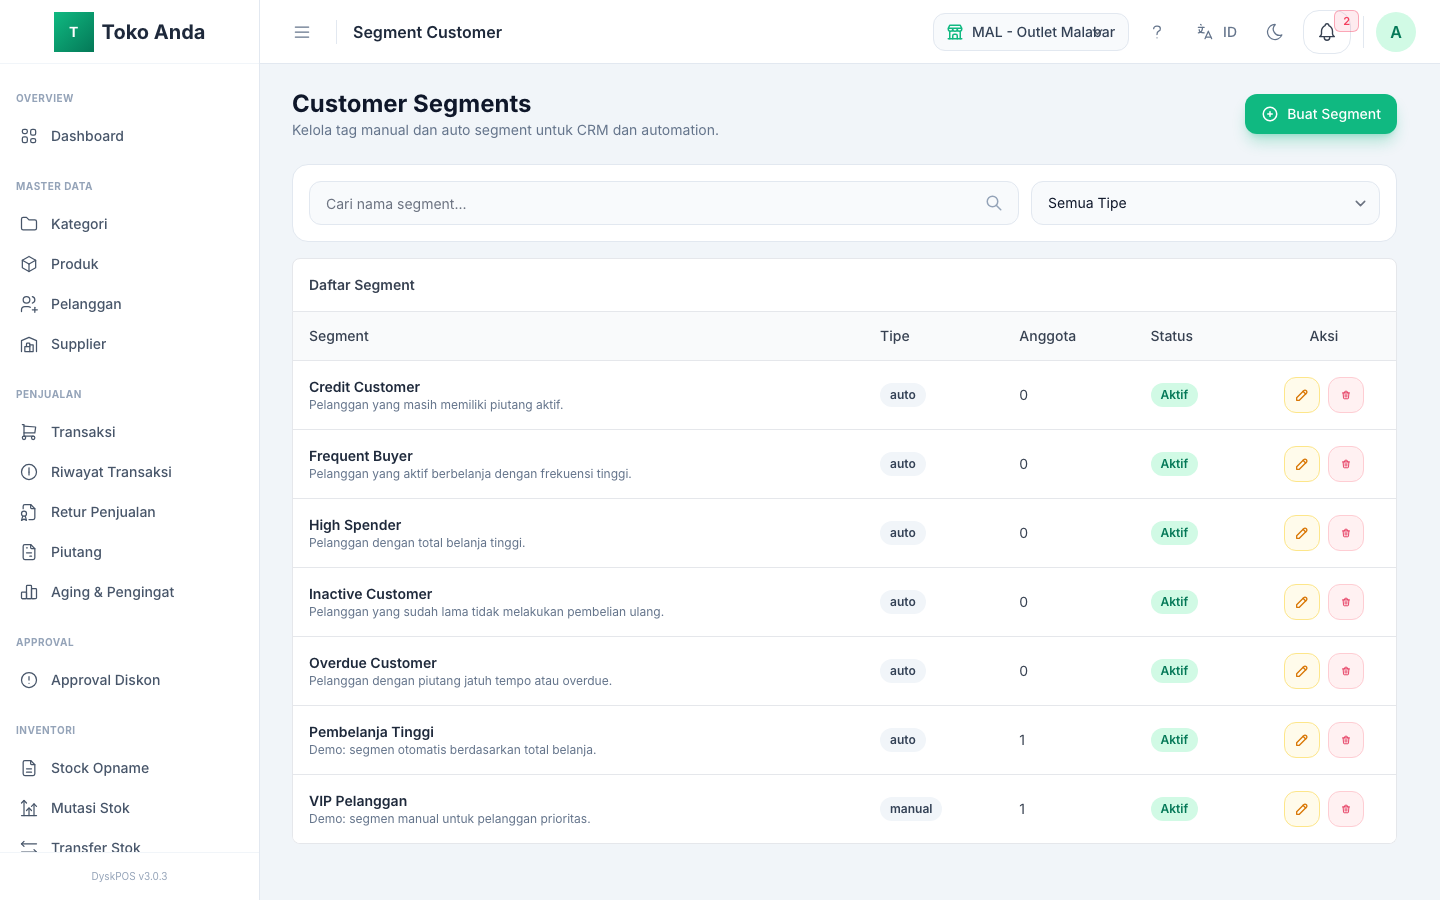 T Toko Anda
Segment Customer
MAL - Outlet Malabar
ID
2
A
OVERVIEW
Dashboard
MASTER DATA
Kategori
Produk
Pelanggan
Supplier
PENJUALAN
Transaksi
Riwayat Transaksi
Retur Penjualan
Piutang
Aging & Pengingat
APPROVAL
Approval Diskon
INVENTORI
Stock Opname
Mutasi Stok
Transfer Stok
DyskPOS v3.0.3
Customer Segments
Kelola tag manual dan auto segment untuk CRM dan automation.
Buat Segment
Cari nama segment...
Semua Tipe
Daftar Segment
Segment Tipe Anggota Status Aksi
Credit Customer
Pelanggan yang masih memiliki piutang aktif.
auto 0 Aktif
Frequent Buyer
Pelanggan yang aktif berbelanja dengan frekuensi tinggi.
auto 0 Aktif
High Spender
Pelanggan dengan total belanja tinggi.
auto 0 Aktif
Inactive Customer
Pelanggan yang sudah lama tidak melakukan pembelian ulang.
auto 0 Aktif
Overdue Customer
Pelanggan dengan piutang jatuh tempo atau overdue.
auto 0 Aktif
Pembelanja Tinggi
Demo: segmen otomatis berdasarkan total belanja.
auto 1 Aktif
VIP Pelanggan
Demo: segmen manual untuk pelanggan prioritas.
manual 1 Aktif